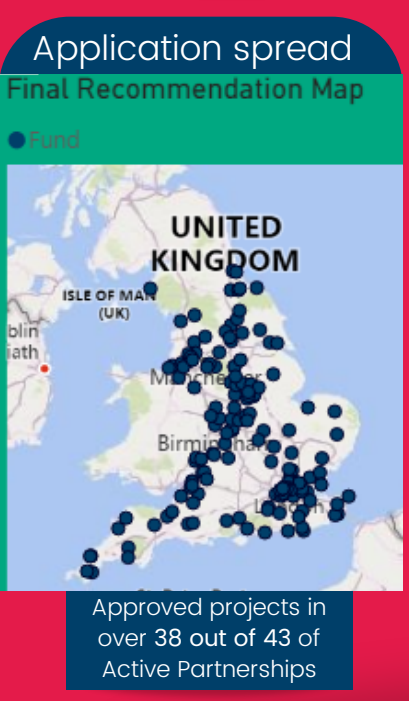 Application spread
Final Recommendation Map
Fund
UNITED
KINGDOM
ISLE OF MAN
(UK)
blin
iath
Manchester
Birmingham
London
Approved projects in
over 38 out of 43 of
Active Partnerships